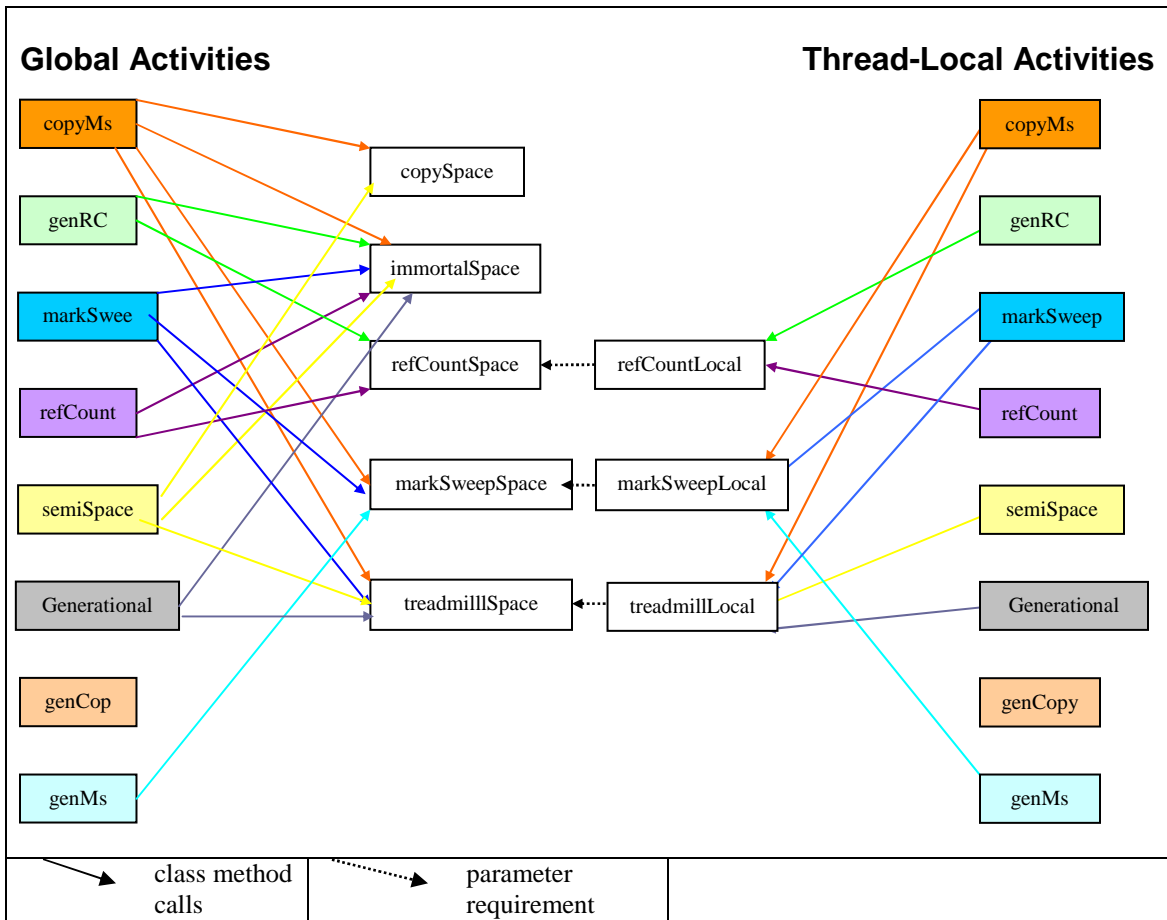 Global Activities
Thread-Local Activities
copyMs
copyMs
copySpace
genRC
genRC
immortalSpace
markSwee
markSweep
refCountSpace
refCountLocal
refCount
refCount
markSweepSpace
markSweepLocal
semiSpace
semiSpace
Generational
treadmilllSpace
treadmillLocal
Generational
genCop
genCopy
genMs
genMs
class method
calls
parameter
requirement